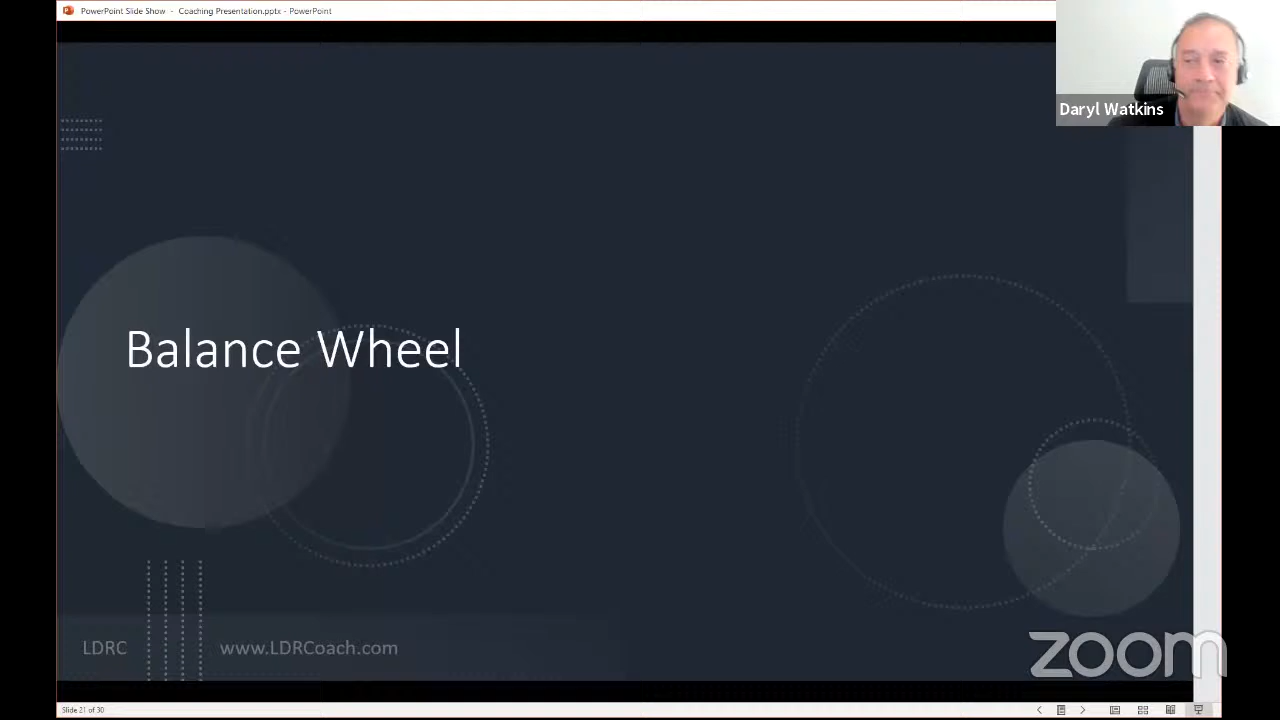 PowerPoint Slide Show - Coaching Presentation.pptx - PowerPoint
Daryl Watkins
Balance Wheel
LDRC
www.LDRCoach.com
zoom
Slide 21 of 30